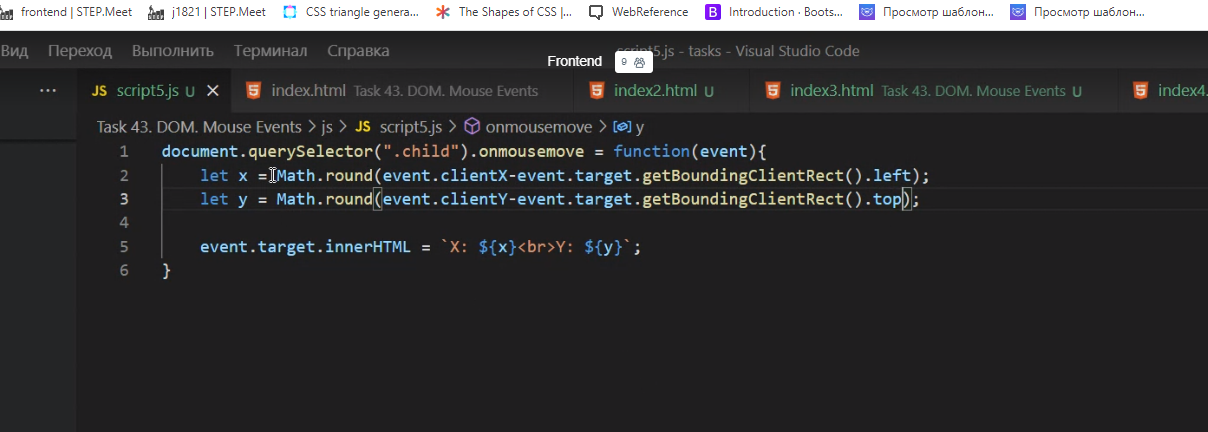 frontend | STEP.Meet j1821 | STEP.Meet CSS triangle genera... The Shapes of CSS |... WebReference B Introduction · Boots... Просмотр шаблон... Просмотр шаблон...
Вид Переход Выполнить Терминал Справка script5.js - tasks - Visual Studio Code
Frontend 9
... JS script5.js U index.html Task 43. DOM. Mouse Events index2.html U index3.html Task 43. DOM. Mouse Events U index4.
Task 43. DOM. Mouse Events > js > JS script5.js > onmousemove > y
1 document.querySelector(".child").onmousemove = function(event){
2 let x = Math.round(event.clientX-event.target.getBoundingClientRect().left);
3 let y = Math.round(event.clientY-event.target.getBoundingClientRect().top);
4
5 event.target.innerHTML = `X: ${x}<br>Y: ${y}`;
6 }